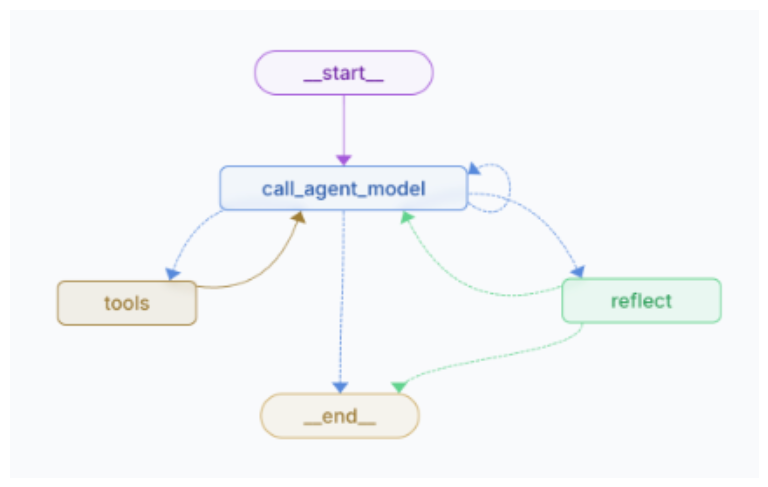 __start__
call_agent_model
tools
reflect
__end__